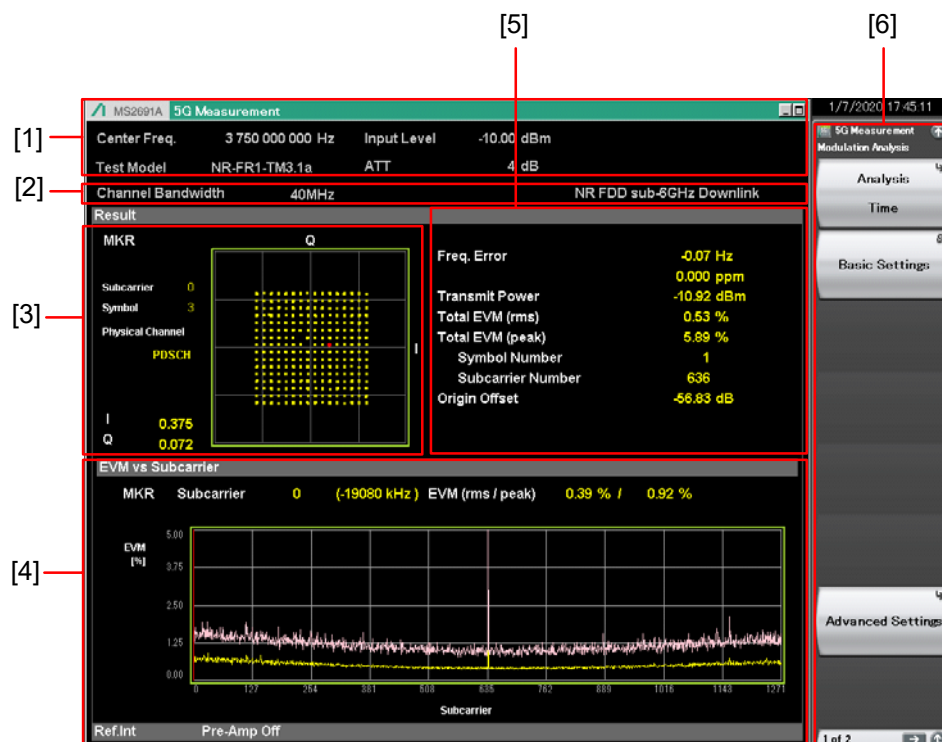 [5] [6]
MS2691A 5G Measurement 1/7/2020 17:45:11
[1]
Center Freq. 3 750 000 000 Hz Input Level -10.00 dBm
Test Model NR-FR1-TM3.1a ATT 4 dB
5G Measurement
Modulation Analysis
Analysis
Time
Basic Settings
[2]
Channel Bandwidth 40MHz NR FDD sub-6GHz Downlink
Result
[3]
MKR Q
Subcarrier 0
Symbol 3
Physical Channel
PDSCH
I
I 0.375
Q 0.072
Freq. Error -0.07 Hz
0.000 ppm
Transmit Power -10.92 dBm
Total EVM (rms) 0.53 %
Total EVM (peak) 5.89 %
Symbol Number 1
Subcarrier Number 636
Origin Offset -56.83 dB
[4]
EVM vs Subcarrier
MKR Subcarrier 0 (-19080 kHz) EVM (rms / peak) 0.39 % / 0.92 %
EVM
[%]
5.00
3.75
2.50
1.25
0.00
0 127 254 381 508 635 762 889 1016 1143 1271
Subcarrier
Advanced Settings
Ref.Int Pre-Amp Off
1 of 2